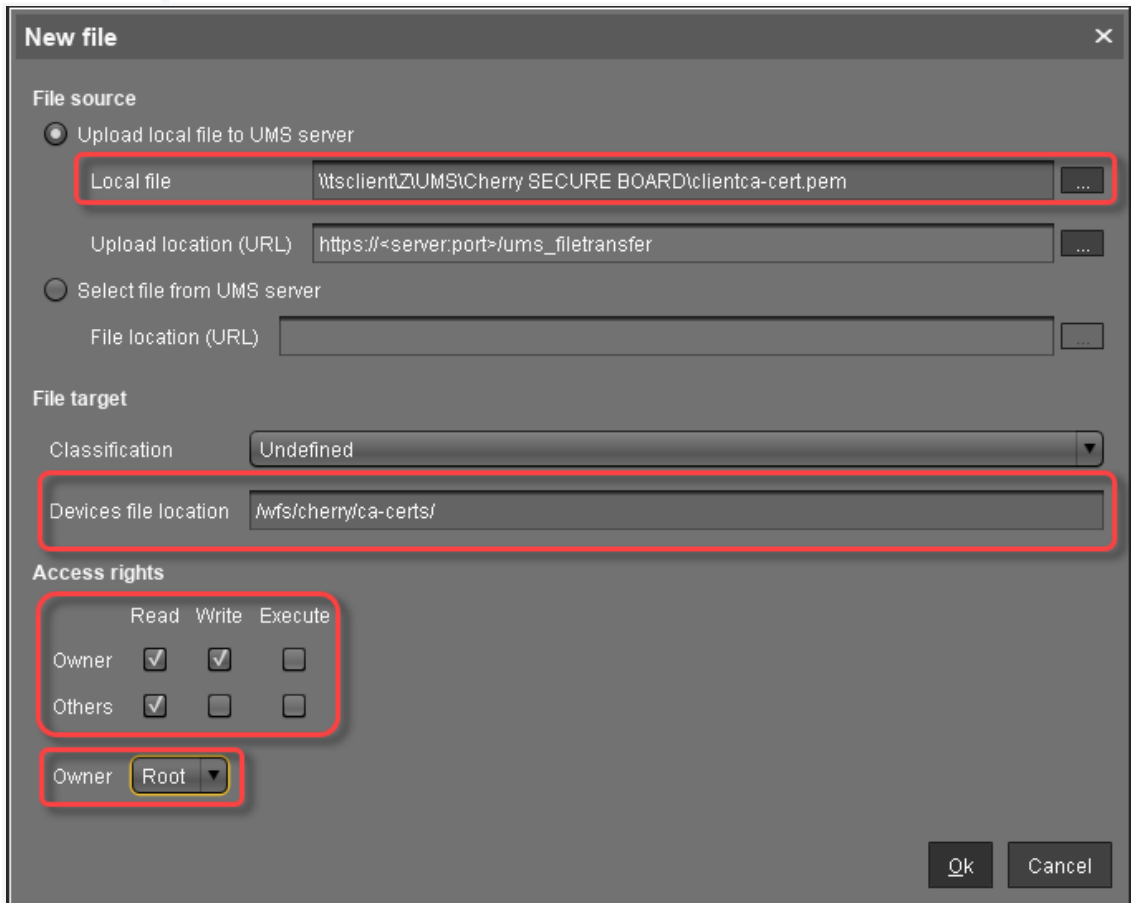 New file
File source
Upload local file to UMS server
Local file \\tsclient\Z\UMS\Cherry SECURE BOARD\clientca-cert.pem ...
Upload location (URL) https://<server:port>/ums_filetransfer ...
Select file from UMS server
File location (URL) ...
File target
Classification Undefined
Devices file location /wfs/cherry/ca-certs/
Access rights
Read Write Execute
Owner
Others
Owner Root
Ok Cancel